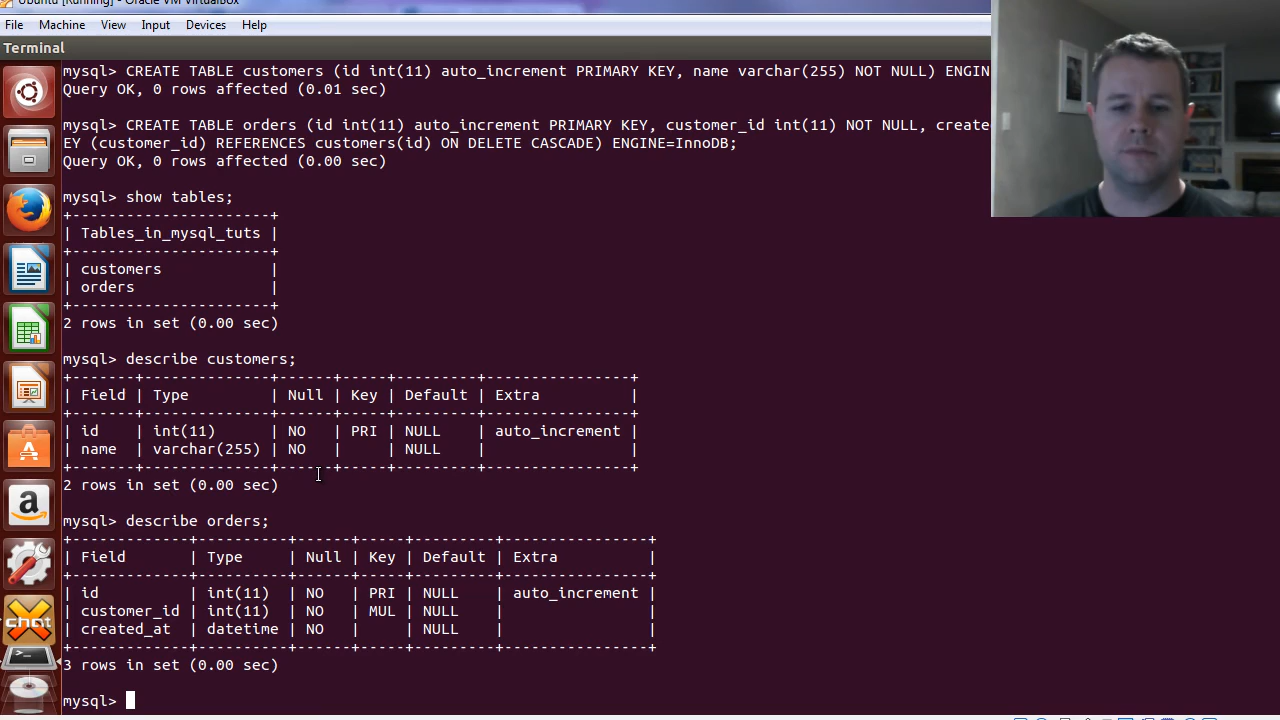 Ubuntu [Running] - Oracle VM VirtualBox
File Machine View Input Devices Help
Terminal
mysql> CREATE TABLE customers (id int(11) auto_increment PRIMARY KEY, name varchar(255) NOT NULL) ENGIN
Query OK, 0 rows affected (0.01 sec)
mysql> CREATE TABLE orders (id int(11) auto_increment PRIMARY KEY, customer_id int(11) NOT NULL, create
EY (customer_id) REFERENCES customers(id) ON DELETE CASCADE) ENGINE=InnoDB;
Query OK, 0 rows affected (0.00 sec)
mysql> show tables;
+----------------------+
| Tables_in_mysql_tuts |
+----------------------+
| customers            |
| orders               |
+----------------------+
2 rows in set (0.00 sec)
mysql> describe customers;
+-------+--------------+------+-----+---------+----------------+
| Field | Type         | Null | Key | Default | Extra          |
+-------+--------------+------+-----+---------+----------------+
| id    | int(11)      | NO   | PRI | NULL    | auto_increment |
| name  | varchar(255) | NO   |     | NULL    |                |
+-------+--------------+------+-----+---------+----------------+
2 rows in set (0.00 sec)
mysql> describe orders;
+-------------+----------+------+-----+---------+----------------+
| Field       | Type     | Null | Key | Default | Extra          |
+-------------+----------+------+-----+---------+----------------+
| id          | int(11)  | NO   | PRI | NULL    | auto_increment |
| customer_id | int(11)  | NO   | MUL | NULL    |                |
| created_at  | datetime | NO   |     | NULL    |                |
+-------------+----------+------+-----+---------+----------------+
3 rows in set (0.00 sec)
mysql>
a
chat